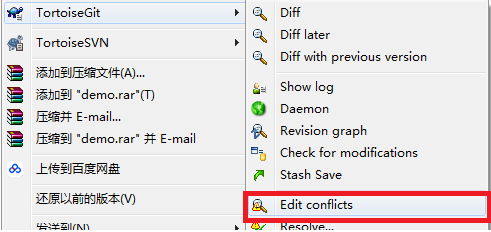 TortoiseGit
TortoiseSVN
添加到压缩文件(A)...
添加到 "demo.rar"(T)
压缩并 E-mail...
压缩到 "demo.rar" 并 E-mail
上传到百度网盘
还原以前的版本(V)
发送到(N)
Diff
Diff later
Diff with previous version
Show log
Daemon
Revision graph
Check for modifications
Stash Save
Edit conflicts
Resolve...